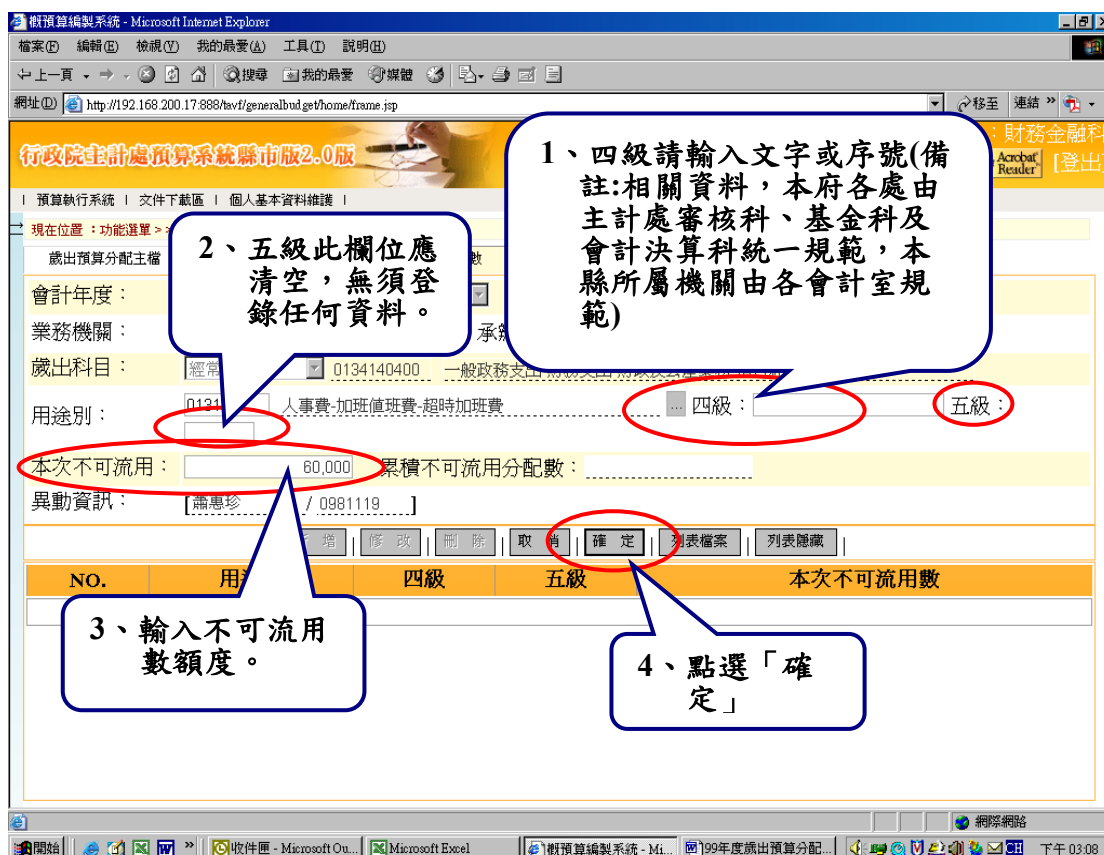 概預算編製系統 - Microsoft Internet Explorer
檔案(F) 編輯(E) 檢視(V) 我的最愛(A) 工具(T) 說明(H)
上一頁 搜尋 我的最愛 媒體
網址(D) http://192.168.200.17:888/tavf/generalbudget/home/frame.jsp 移至 連結 »
行政院主計處預算系統縣市版2.0版
：財務金融科
Acrobat Reader [登出]
| 預算執行系統 | 文件下載區 | 個人基本資料維護 |
現在位置：功能選單>>
歲出預算分配主檔 數
1、四級請輸入文字或序號(備
註:相關資料，本府各處由
主計處審核科、基金科及
會計決算科統一規範，本
縣所屬機關由各會計室規
範)
2、五級此欄位應
清空，無須登
錄任何資料。
會計年度：
業務機關： 承
歲出科目： 經常 0134140400 一般政務支出
用途別： 0131 人事費-加班值班費-超時加班費 ... 四級： 五級：
本次不可流用： 60,000 累積不可流用分配數：
異動資訊： [蕭惠珍 / 0981119 ]
增 | 修 改 | 刪 除 | 取 消 | 確 定 | 列表檔案 | 列表隱藏 |
NO. 用 四級 五級 本次不可流用數
3、輸入不可流用
數額度。
4、點選「確
定」
網際網路
開始 » 收件匣 - Microsoft Ou... Microsoft Excel 概預算編製系統 - Mi... 99年度歲出預算分配... CH 下午 03:08